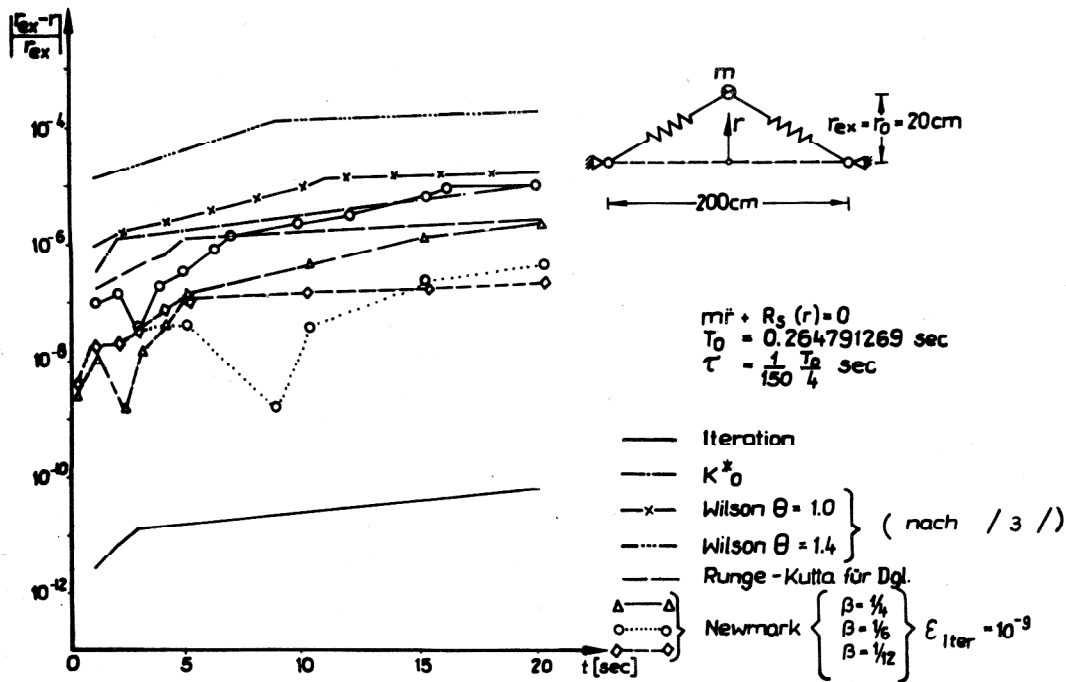 |r_ex - r| / r_ex
10^-4
10^-6
10^-8
10^-10
10^-12
0
5
10
15
20
t [sec]
m
r
r_ex = r_0 = 20cm
200cm
mr̈ + R_S (r) = 0
T_0 = 0.264791269 sec
τ = 1/150 T_0/4 sec
Iteration
K*_0
Wilson θ = 1.0
Wilson θ = 1.4
( nach / 3 / )
Runge - Kutta für Dgl.
Newmark { β = 1/4 β = 1/6 β = 1/12 } ε_Iter = 10^-9